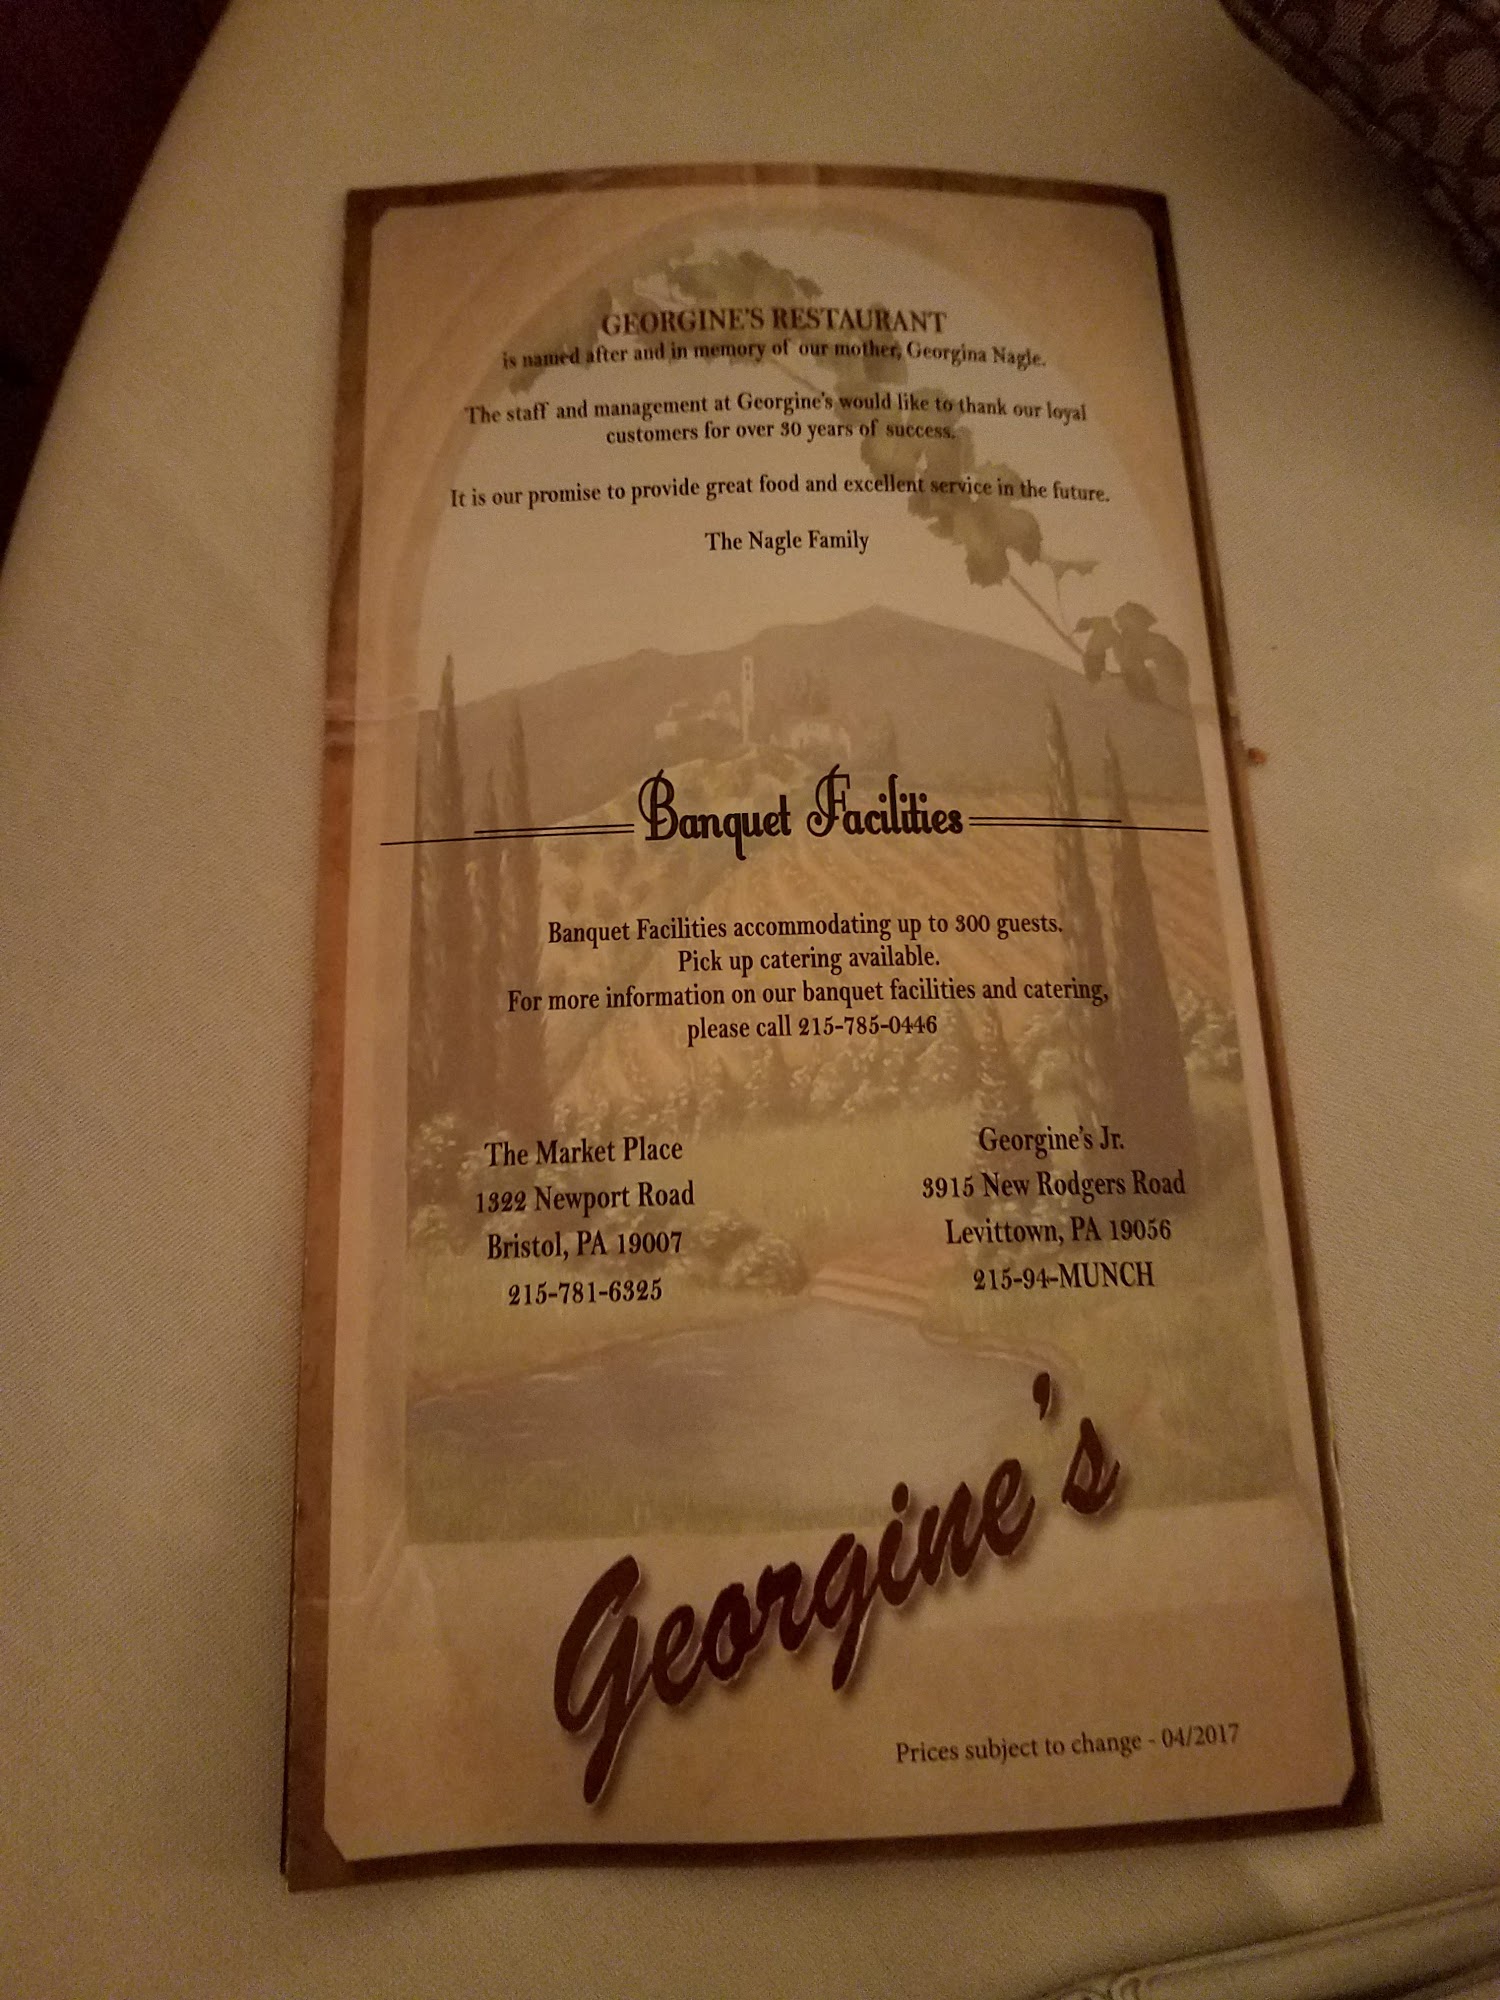 GEORGINE'S RESTAURANT
is named after and in memory of our mother, Georgina Nagle.
The staff and management at Georgine's would like to thank our loyal
customers for over 30 years of success.
It is our promise to provide great food and excellent service in the future.
The Nagle Family
Banquet Facilities
Banquet Facilities accommodating up to 300 guests.
Pick up catering available.
For more information on our banquet facilities and catering,
please call 215-785-0446
The Market Place
1322 Newport Road
Bristol, PA 19007
215-781-6325
Georgine's Jr.
3915 New Rodgers Road
Levittown, PA 19056
215-94-MUNCH
Georgine's
Prices subject to change - 04/2017